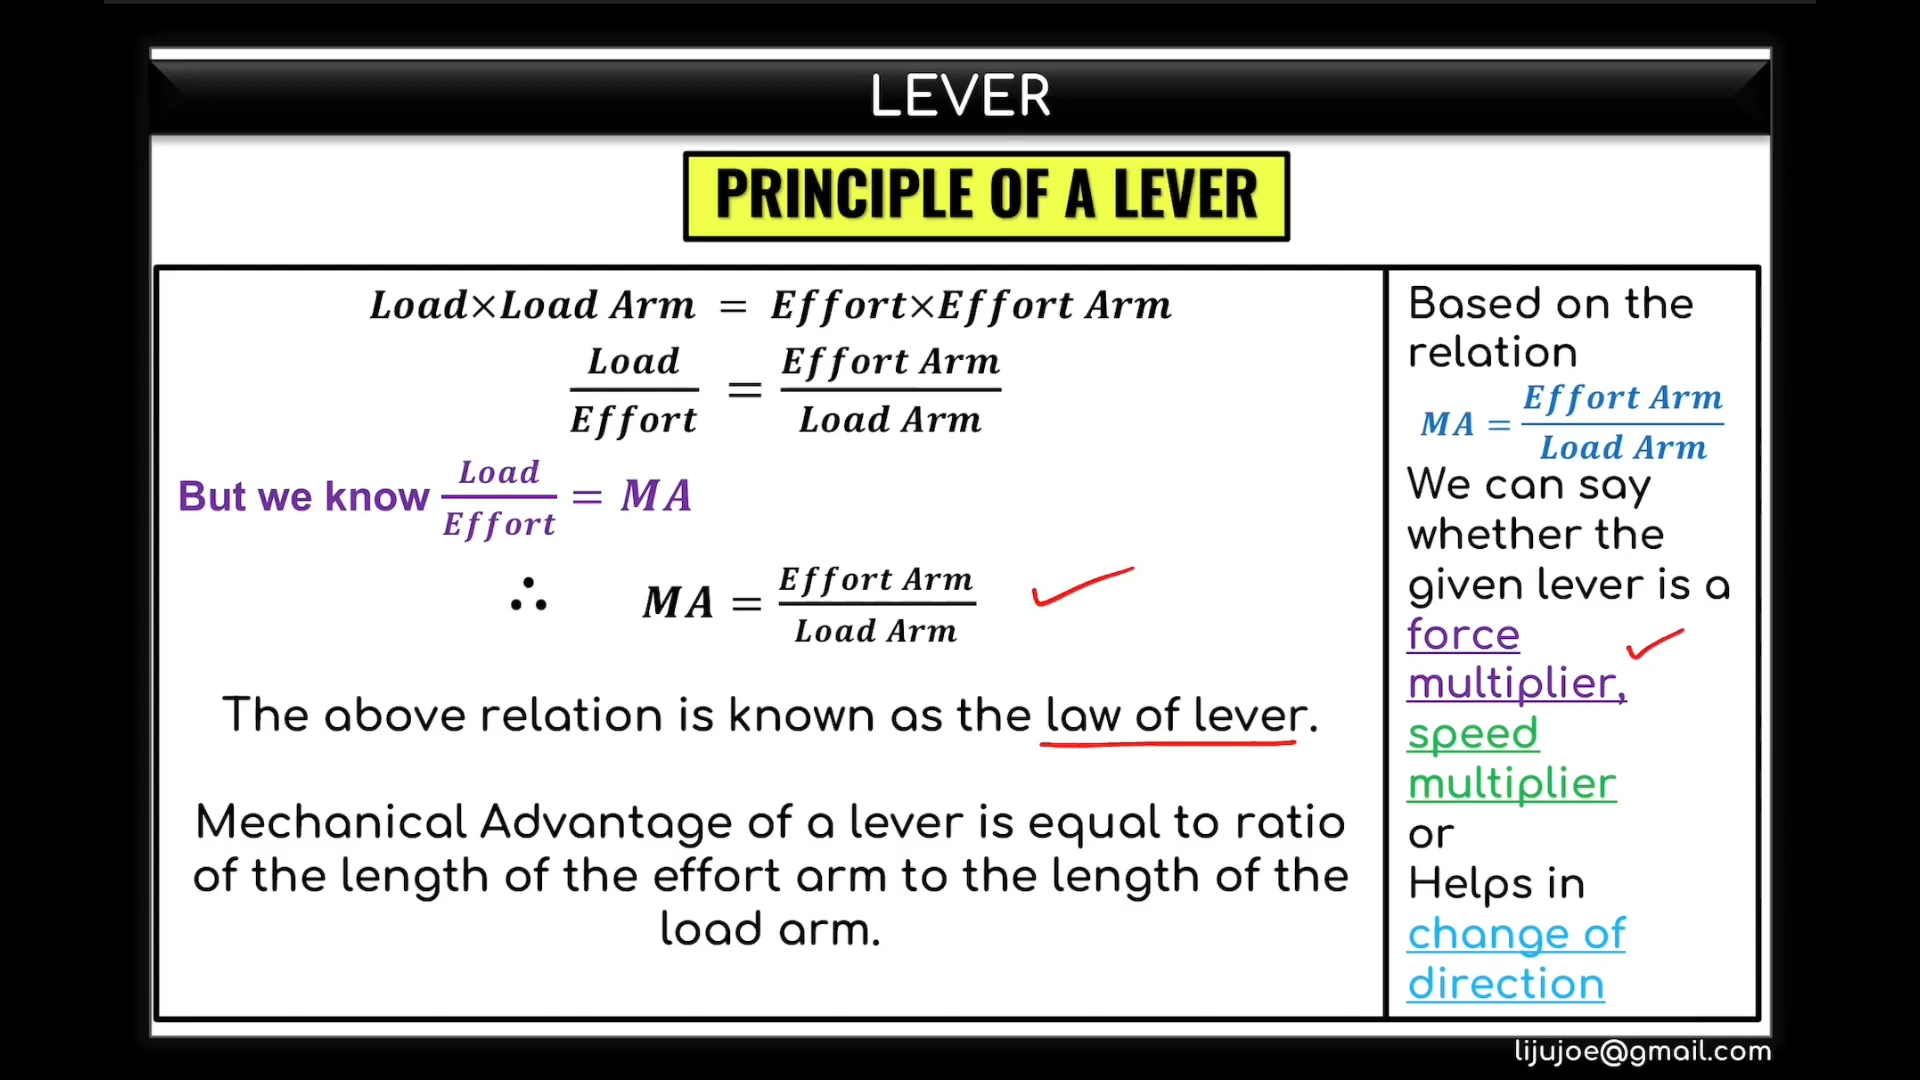 LEVER
PRINCIPLE OF A LEVER
Load×Load Arm = Effort×Effort Arm
Load/Effort = Effort Arm/Load Arm
But we know Load/Effort = MA
∴ MA = Effort Arm/Load Arm
The above relation is known as the law of lever.
Mechanical Advantage of a lever is equal to ratio
of the length of the effort arm to the length of the
load arm.
Based on the
relation
MA = Effort Arm/Load Arm
We can say
whether the
given lever is a
force
multiplier,
speed
multiplier
or
Helps in
change of
direction
lijujoe@gmail.com